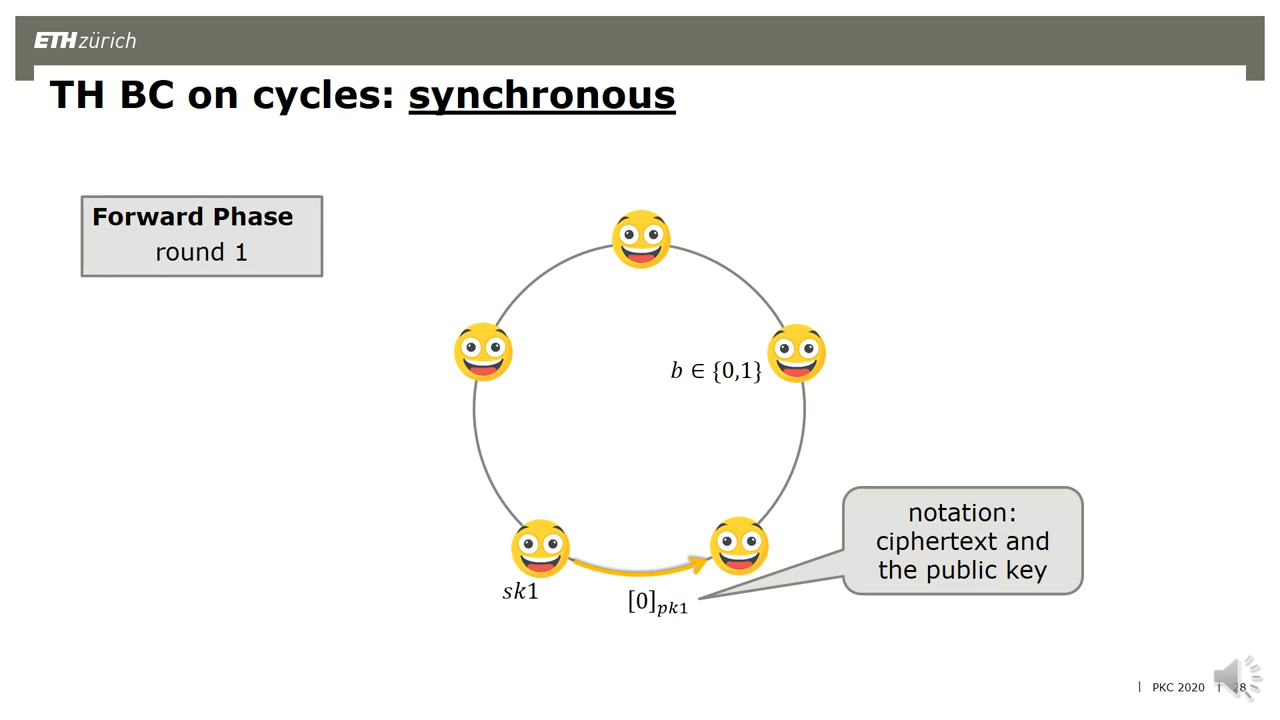 ETH zürich
TH BC on cycles: synchronous
Forward Phase
round 1
b ∈ {0,1}
notation:
ciphertext and
the public key
sk1
[0]pk1
PKC 2020
28